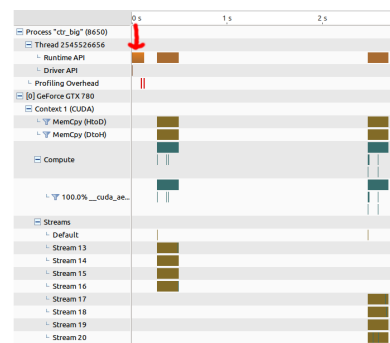 0 s 1 s 2 s
Process "ctr_big" (8650)
Thread 2545526656
Runtime API
Driver API
Profiling Overhead
[0] GeForce GTX 780
Context 1 (CUDA)
MemCpy (HtoD)
MemCpy (DtoH)
Compute
100.0% __cuda_ae...
Streams
Default
Stream 13
Stream 14
Stream 15
Stream 16
Stream 17
Stream 18
Stream 19
Stream 20